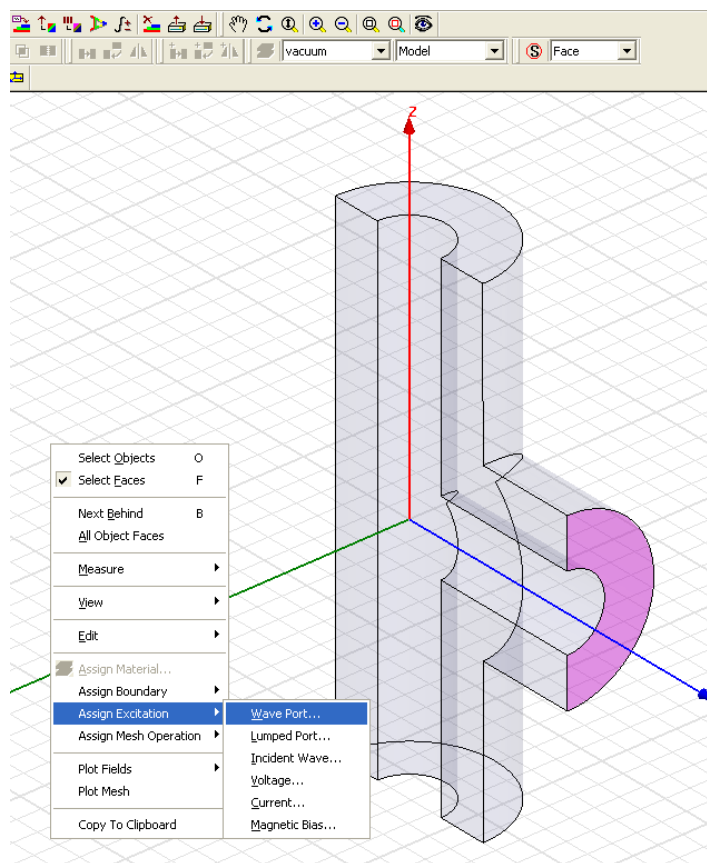 vacuum Model S Face
z
Select Objects O
Select Faces F
Next Behind B
All Object Faces
Measure
View
Edit
Assign Material...
Assign Boundary
Assign Excitation
Assign Mesh Operation
Plot Fields
Plot Mesh
Copy To Clipboard
Wave Port...
Lumped Port...
Incident Wave...
Voltage...
Current...
Magnetic Bias...